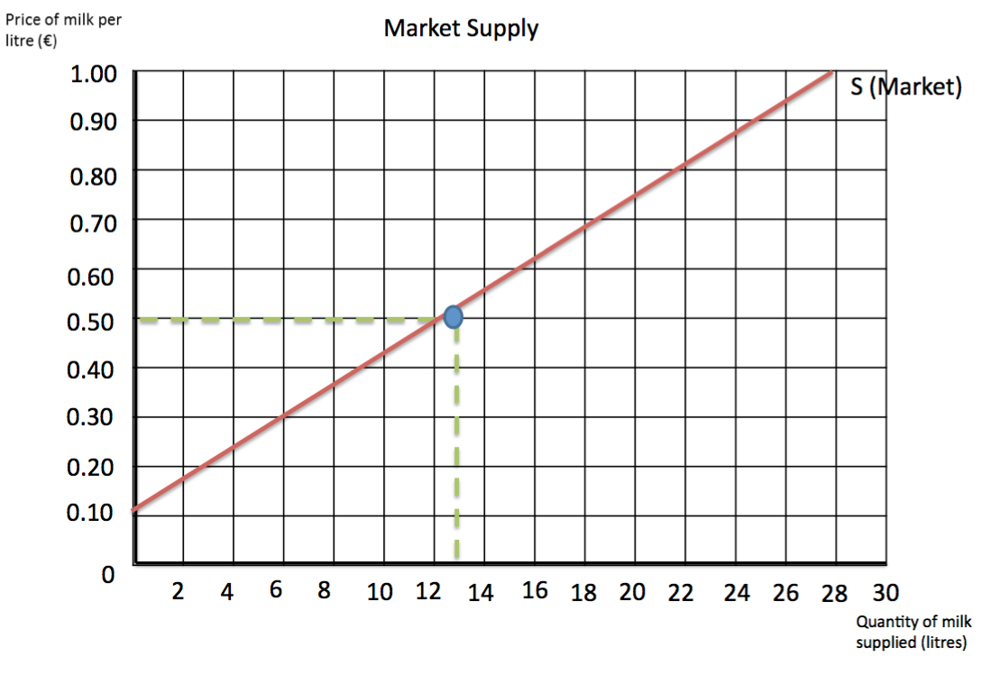 Price of milk per
litre (€)
Market Supply
1.00
0.90
0.80
0.70
0.60
0.50
0.40
0.30
0.20
0.10
0
S (Market)
2 4 6 8 10 12 14 16 18 20 22 24 26 28 30
Quantity of milk
supplied (litres)